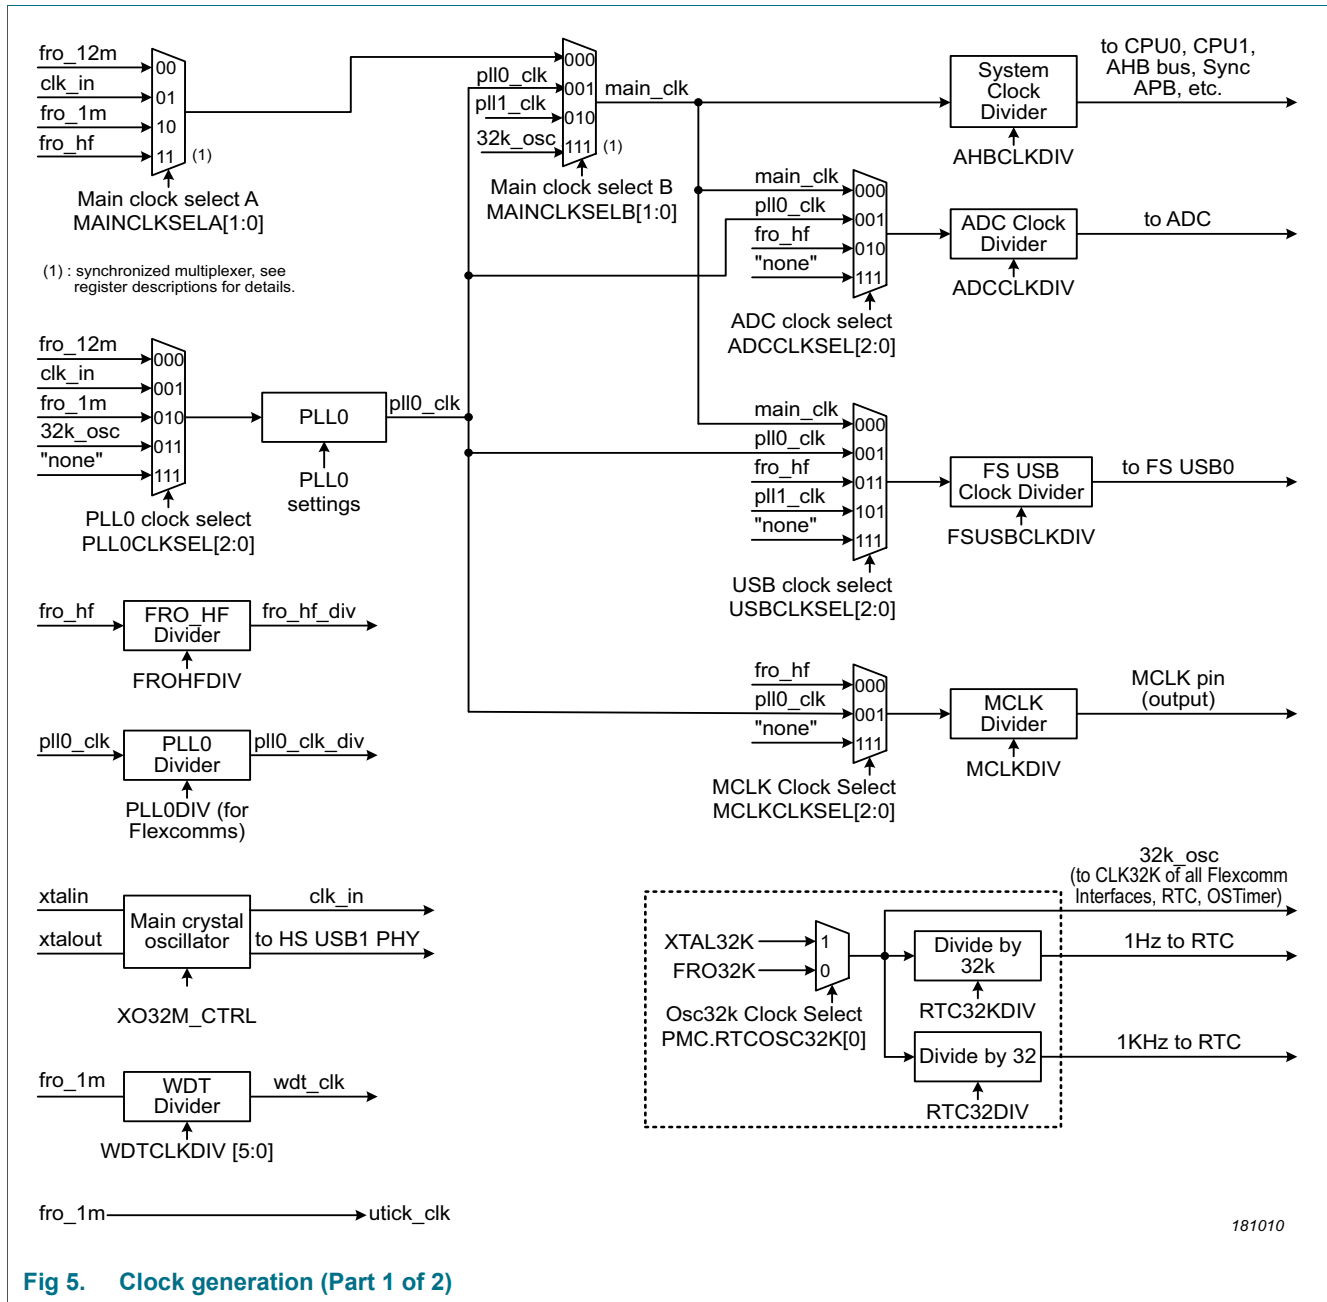 fro_12m
clk_in
fro_1m
fro_hf
00
01
10
11
(1)
Main clock select A
MAINCLKSELA[1:0]
(1) : synchronized multiplexer, see
register descriptions for details.
pll0_clk
pll1_clk
32k_osc
000
001
010
111
(1)
Main clock select B
MAINCLKSELB[1:0]
main_clk
System
Clock
Divider
AHBCLKDIV
to CPU0, CPU1,
AHB bus, Sync
APB, etc.
main_clk
pll0_clk
fro_hf
"none"
000
001
010
111
ADC clock select
ADCCLKSEL[2:0]
ADC Clock
Divider
ADCCLKDIV
to ADC
fro_12m
clk_in
fro_1m
32k_osc
"none"
000
001
010
011
111
PLL0 clock select
PLL0CLKSEL[2:0]
PLL0
PLL0
settings
pll0_clk
main_clk
pll0_clk
fro_hf
pll1_clk
"none"
000
001
011
101
111
USB clock select
USBCLKSEL[2:0]
FS USB
Clock Divider
FSUSBCLKDIV
to FS USB0
fro_hf
FRO_HF
Divider
FROHFDIV
fro_hf_div
fro_hf
pll0_clk
"none"
000
001
111
MCLK Clock Select
MCLKCLKSEL[2:0]
MCLK
Divider
MCLKDIV
MCLK pin
(output)
pll0_clk
PLL0
Divider
PLL0DIV (for
Flexcomms)
pll0_clk_div
xtalin
xtalout
Main crystal
oscillator
XO32M_CTRL
clk_in
to HS USB1 PHY
XTAL32K
FRO32K
1
0
Osc32k Clock Select
PMC.RTCOSC32K[0]
32k_osc
(to CLK32K of all Flexcomm
Interfaces, RTC, OSTimer)
Divide by
32k
RTC32KDIV
1Hz to RTC
Divide by 32
RTC32DIV
1KHz to RTC
fro_1m
WDT
Divider
WDTCLKDIV [5:0]
wdt_clk
fro_1m
utick_clk
181010
Fig 5. Clock generation (Part 1 of 2)